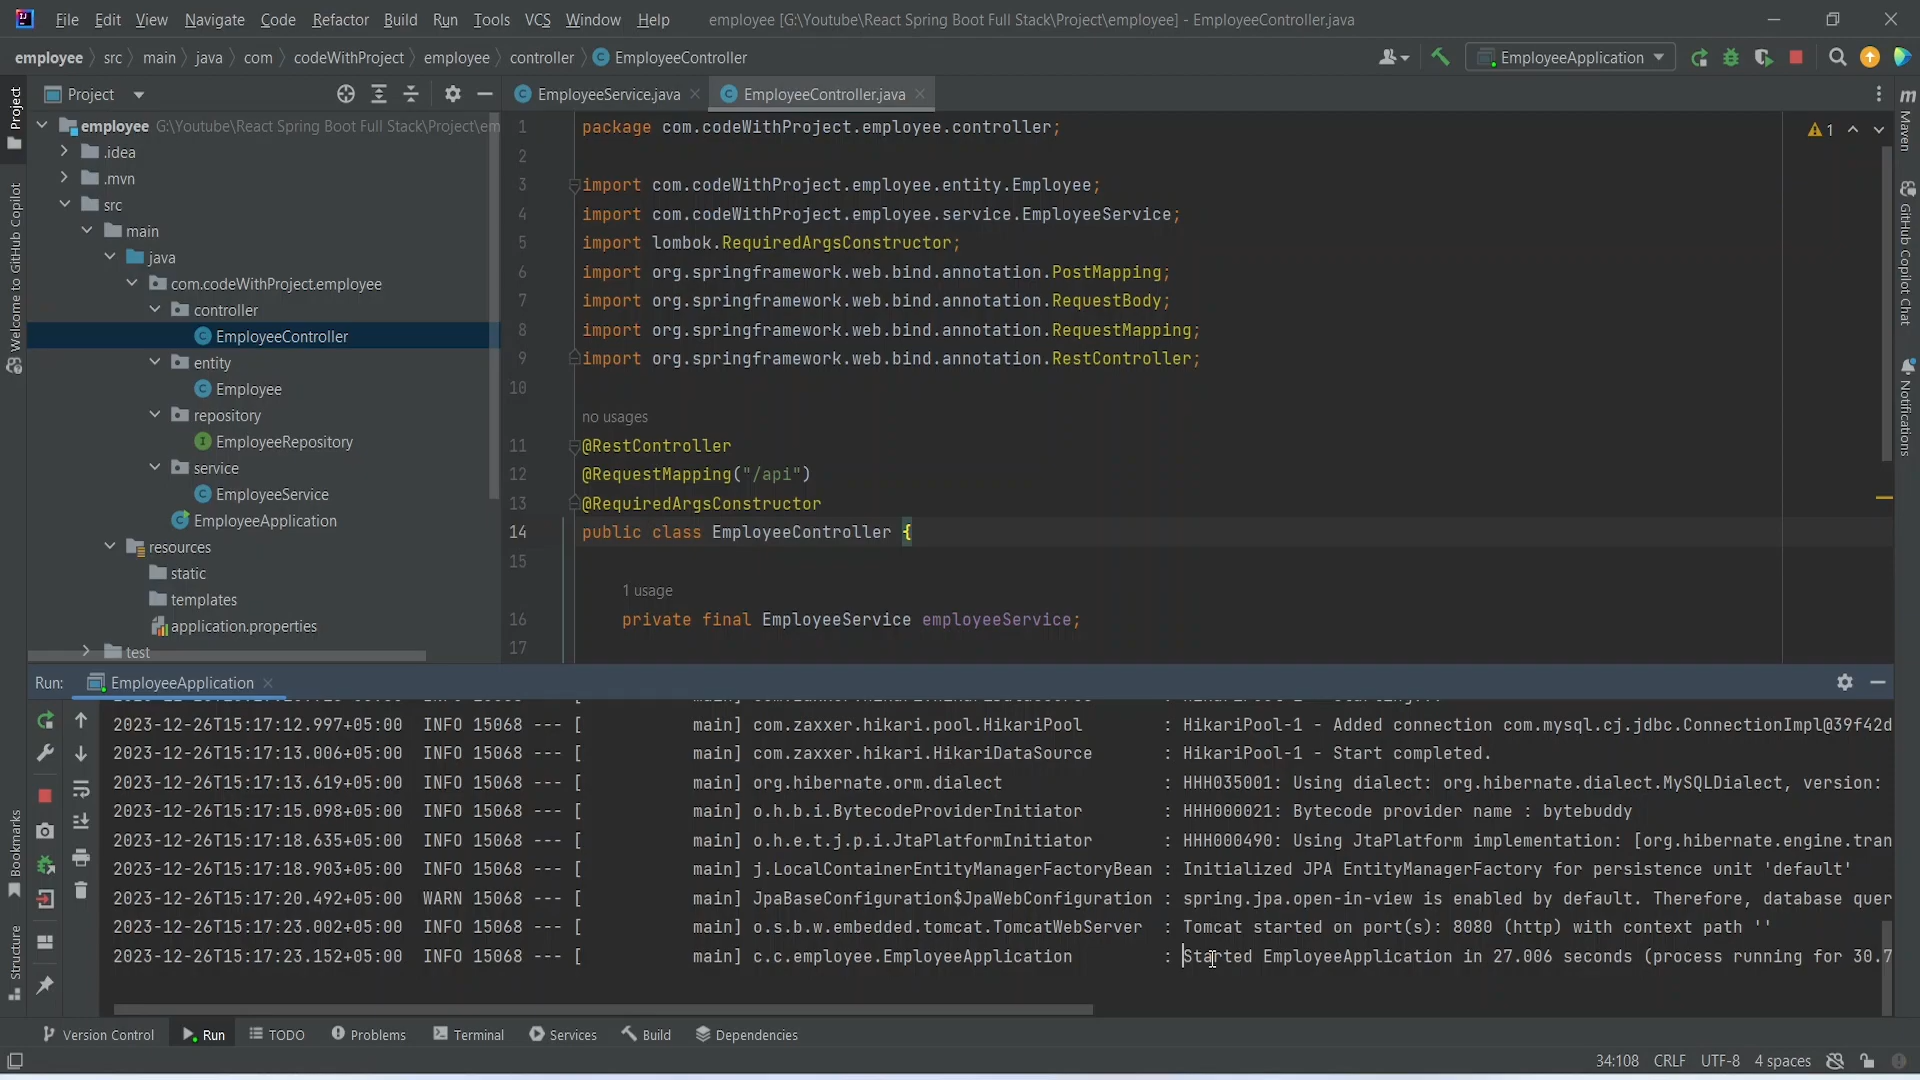 File Edit View Navigate Code Refactor Build Run Tools VCS Window Help employee [G:\Youtube\React Spring Boot Full Stack\Project\employee] - EmployeeController.java
employee src main java com codeWithProject employee controller EmployeeController EmployeeApplication
Project
EmployeeService.java EmployeeController.java
employee G:\Youtube\React Spring Boot Full Stack\Project\em
.idea
.mvn
src
main
java
com.codeWithProject.employee
controller
EmployeeController
entity
Employee
repository
EmployeeRepository
service
EmployeeService
EmployeeApplication
resources
static
templates
application.properties
test
1 package com.codeWithProject.employee.controller;
2
3 import com.codeWithProject.employee.entity.Employee;
4 import com.codeWithProject.employee.service.EmployeeService;
5 import lombok.RequiredArgsConstructor;
6 import org.springframework.web.bind.annotation.PostMapping;
7 import org.springframework.web.bind.annotation.RequestBody;
8 import org.springframework.web.bind.annotation.RequestMapping;
9 import org.springframework.web.bind.annotation.RestController;
10
no usages
11 @RestController
12 @RequestMapping("/api")
13 @RequiredArgsConstructor
14 public class EmployeeController {
15
1 usage
16 private final EmployeeService employeeService;
17
1
Project
Welcome to GitHub Copilot
Bookmarks
Structure
m
Maven
GitHub Copilot Chat
Notifications
Run: EmployeeApplication
2023-12-26T15:17:12.997+05:00 INFO 15068 --- [ main] com.zaxxer.hikari.pool.HikariPool : HikariPool-1 - Added connection com.mysql.cj.jdbc.ConnectionImpl@39f42d
2023-12-26T15:17:13.006+05:00 INFO 15068 --- [ main] com.zaxxer.hikari.HikariDataSource : HikariPool-1 - Start completed.
2023-12-26T15:17:13.619+05:00 INFO 15068 --- [ main] org.hibernate.orm.dialect : HHH035001: Using dialect: org.hibernate.dialect.MySQLDialect, version:
2023-12-26T15:17:15.098+05:00 INFO 15068 --- [ main] o.h.b.i.BytecodeProviderInitiator : HHH000021: Bytecode provider name : bytebuddy
2023-12-26T15:17:18.635+05:00 INFO 15068 --- [ main] o.h.e.t.j.p.i.JtaPlatformInitiator : HHH000490: Using JtaPlatform implementation: [org.hibernate.engine.tran
2023-12-26T15:17:18.903+05:00 INFO 15068 --- [ main] j.LocalContainerEntityManagerFactoryBean : Initialized JPA EntityManagerFactory for persistence unit 'default'
2023-12-26T15:17:20.492+05:00 WARN 15068 --- [ main] JpaBaseConfiguration$JpaWebConfiguration : spring.jpa.open-in-view is enabled by default. Therefore, database quer
2023-12-26T15:17:23.002+05:00 INFO 15068 --- [ main] o.s.b.w.embedded.tomcat.TomcatWebServer : Tomcat started on port(s): 8080 (http) with context path ''
2023-12-26T15:17:23.152+05:00 INFO 15068 --- [ main] c.c.employee.EmployeeApplication : Started EmployeeApplication in 27.006 seconds (process running for 30.7
Version Control Run TODO Problems Terminal Services Build Dependencies
34:108 CRLF UTF-8 4 spaces